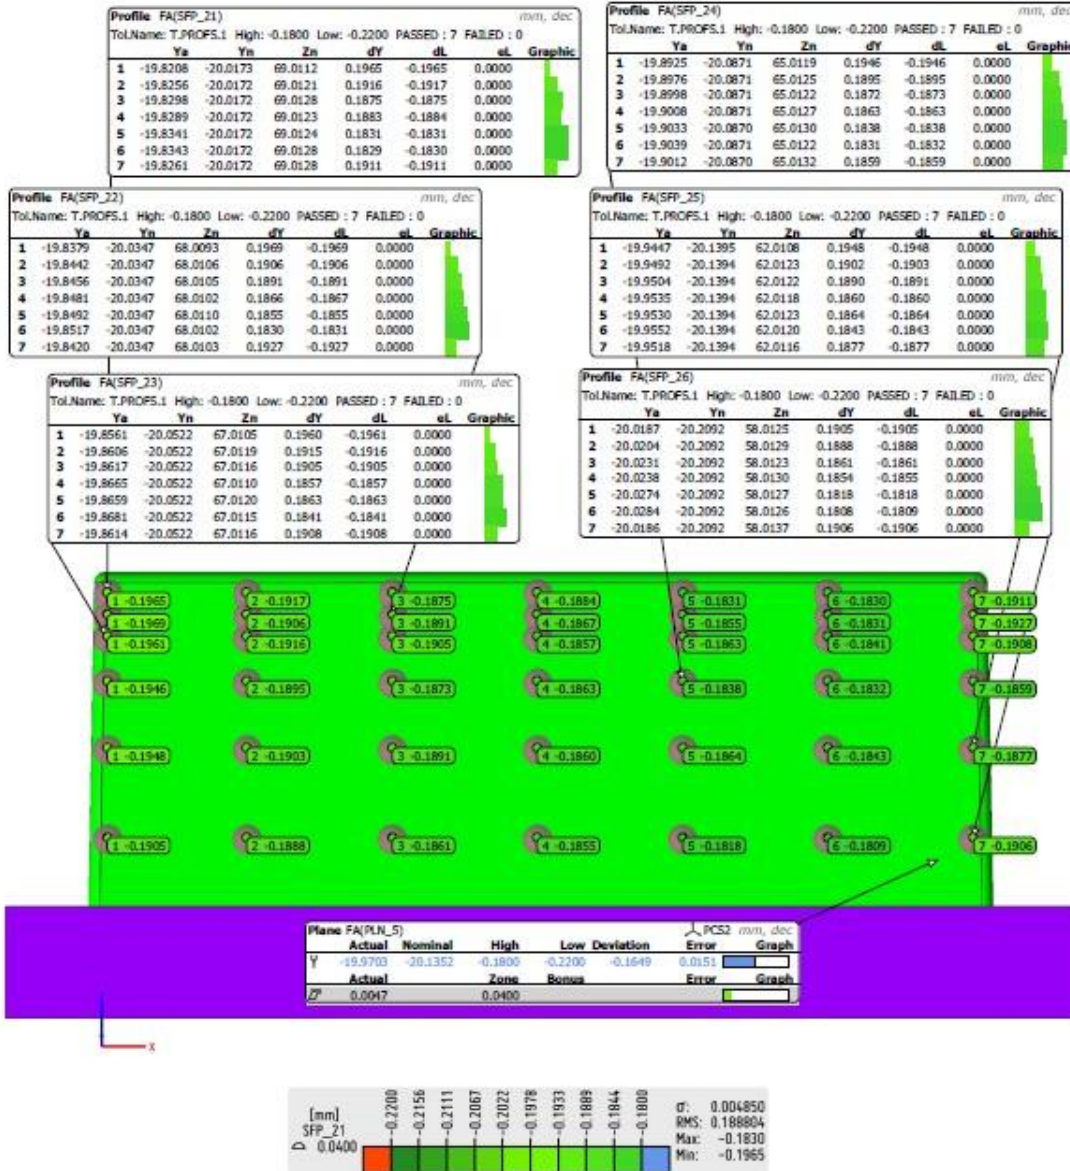 Profile FA(SFP_21) mm, dec
Tol.Name: T.PROFS.1 High: -0.1800 Low: -0.2200 PASSED : 7 FAILED : 0
Ya Yn Zn dY dL eL Graphic
1 -19.8208 -20.0173 69.0112 0.1965 -0.1965 0.0000
2 -19.8256 -20.0172 69.0121 0.1916 -0.1917 0.0000
3 -19.8298 -20.0172 69.0128 0.1875 -0.1875 0.0000
4 -19.8289 -20.0172 69.0123 0.1883 -0.1884 0.0000
5 -19.8341 -20.0172 69.0124 0.1831 -0.1831 0.0000
6 -19.8343 -20.0172 69.0128 0.1829 -0.1830 0.0000
7 -19.8261 -20.0172 69.0128 0.1911 -0.1911 0.0000
Profile FA(SFP_24) mm, dec
Tol.Name: T.PROFS.1 High: -0.1800 Low: -0.2200 PASSED : 7 FAILED : 0
Ya Yn Zn dY dL eL Graphic
1 -19.8925 -20.0871 65.0119 0.1946 -0.1946 0.0000
2 -19.8976 -20.0871 65.0125 0.1895 -0.1895 0.0000
3 -19.8998 -20.0871 65.0122 0.1872 -0.1873 0.0000
4 -19.9008 -20.0871 65.0127 0.1863 -0.1863 0.0000
5 -19.9033 -20.0870 65.0130 0.1838 -0.1838 0.0000
6 -19.9039 -20.0871 65.0122 0.1831 -0.1832 0.0000
7 -19.9012 -20.0870 65.0132 0.1859 -0.1859 0.0000
Profile FA(SFP_22) mm, dec
Tol.Name: T.PROFS.1 High: -0.1800 Low: -0.2200 PASSED : 7 FAILED : 0
Ya Yn Zn dY dL eL Graphic
1 -19.8379 -20.0347 68.0093 0.1969 -0.1969 0.0000
2 -19.8442 -20.0347 68.0106 0.1906 -0.1906 0.0000
3 -19.8456 -20.0347 68.0105 0.1891 -0.1891 0.0000
4 -19.8481 -20.0347 68.0102 0.1866 -0.1867 0.0000
5 -19.8492 -20.0347 68.0110 0.1855 -0.1855 0.0000
6 -19.8517 -20.0347 68.0102 0.1830 -0.1831 0.0000
7 -19.8420 -20.0347 68.0103 0.1927 -0.1927 0.0000
Profile FA(SFP_25) mm, dec
Tol.Name: T.PROFS.1 High: -0.1800 Low: -0.2200 PASSED : 7 FAILED : 0
Ya Yn Zn dY dL eL Graphic
1 -19.9447 -20.1395 62.0108 0.1948 -0.1948 0.0000
2 -19.9492 -20.1394 62.0123 0.1902 -0.1903 0.0000
3 -19.9504 -20.1394 62.0122 0.1890 -0.1891 0.0000
4 -19.9535 -20.1394 62.0118 0.1860 -0.1860 0.0000
5 -19.9530 -20.1394 62.0123 0.1864 -0.1864 0.0000
6 -19.9552 -20.1394 62.0120 0.1843 -0.1843 0.0000
7 -19.9518 -20.1394 62.0116 0.1877 -0.1877 0.0000
Profile FA(SFP_23) mm, dec
Tol.Name: T.PROFS.1 High: -0.1800 Low: -0.2200 PASSED : 7 FAILED : 0
Ya Yn Zn dY dL eL Graphic
1 -19.8561 -20.0522 67.0105 0.1960 -0.1961 0.0000
2 -19.8606 -20.0522 67.0119 0.1915 -0.1916 0.0000
3 -19.8617 -20.0522 67.0116 0.1905 -0.1905 0.0000
4 -19.8665 -20.0522 67.0110 0.1857 -0.1857 0.0000
5 -19.8659 -20.0522 67.0120 0.1863 -0.1863 0.0000
6 -19.8681 -20.0522 67.0115 0.1841 -0.1841 0.0000
7 -19.8614 -20.0522 67.0116 0.1908 -0.1908 0.0000
Profile FA(SFP_26) mm, dec
Tol.Name: T.PROFS.1 High: -0.1800 Low: -0.2200 PASSED : 7 FAILED : 0
Ya Yn Zn dY dL eL Graphic
1 -20.0187 -20.2092 58.0125 0.1905 -0.1905 0.0000
2 -20.0204 -20.2092 58.0129 0.1888 -0.1888 0.0000
3 -20.0231 -20.2092 58.0123 0.1861 -0.1861 0.0000
4 -20.0238 -20.2092 58.0130 0.1854 -0.1855 0.0000
5 -20.0274 -20.2092 58.0127 0.1818 -0.1818 0.0000
6 -20.0284 -20.2092 58.0126 0.1808 -0.1809 0.0000
7 -20.0186 -20.2092 58.0137 0.1906 -0.1906 0.0000
1 -0.1965 2 -0.1917 3 -0.1875 4 -0.1884 5 -0.1831 6 -0.1830 7 -0.1911
1 -0.1969 2 -0.1906 3 -0.1891 4 -0.1867 5 -0.1855 6 -0.1831 7 -0.1927
1 -0.1961 2 -0.1916 3 -0.1905 4 -0.1857 5 -0.1863 6 -0.1841 7 -0.1908
1 -0.1946 2 -0.1895 3 -0.1873 4 -0.1863 5 -0.1838 6 -0.1832 7 -0.1859
1 -0.1948 2 -0.1903 3 -0.1891 4 -0.1860 5 -0.1864 6 -0.1843 7 -0.1877
1 -0.1905 2 -0.1888 3 -0.1861 4 -0.1855 5 -0.1818 6 -0.1809 7 -0.1906
Plane FA(PLN_5) PCS2 mm, dec
Actual Nominal High Low Deviation Error Graph
Y -19.9703 -20.1352 -0.1800 -0.2200 -0.1649 0.0151
Actual Zone Bonus Error Graph
0.0047 0.0400
x
[mm]
SFP_21
0.0400
-0.2200 -0.2156 -0.2111 -0.2067 -0.2022 -0.1978 -0.1933 -0.1889 -0.1844 -0.1800
σ: 0.004850
RMS: 0.188804
Max: -0.1830
Min: -0.1965